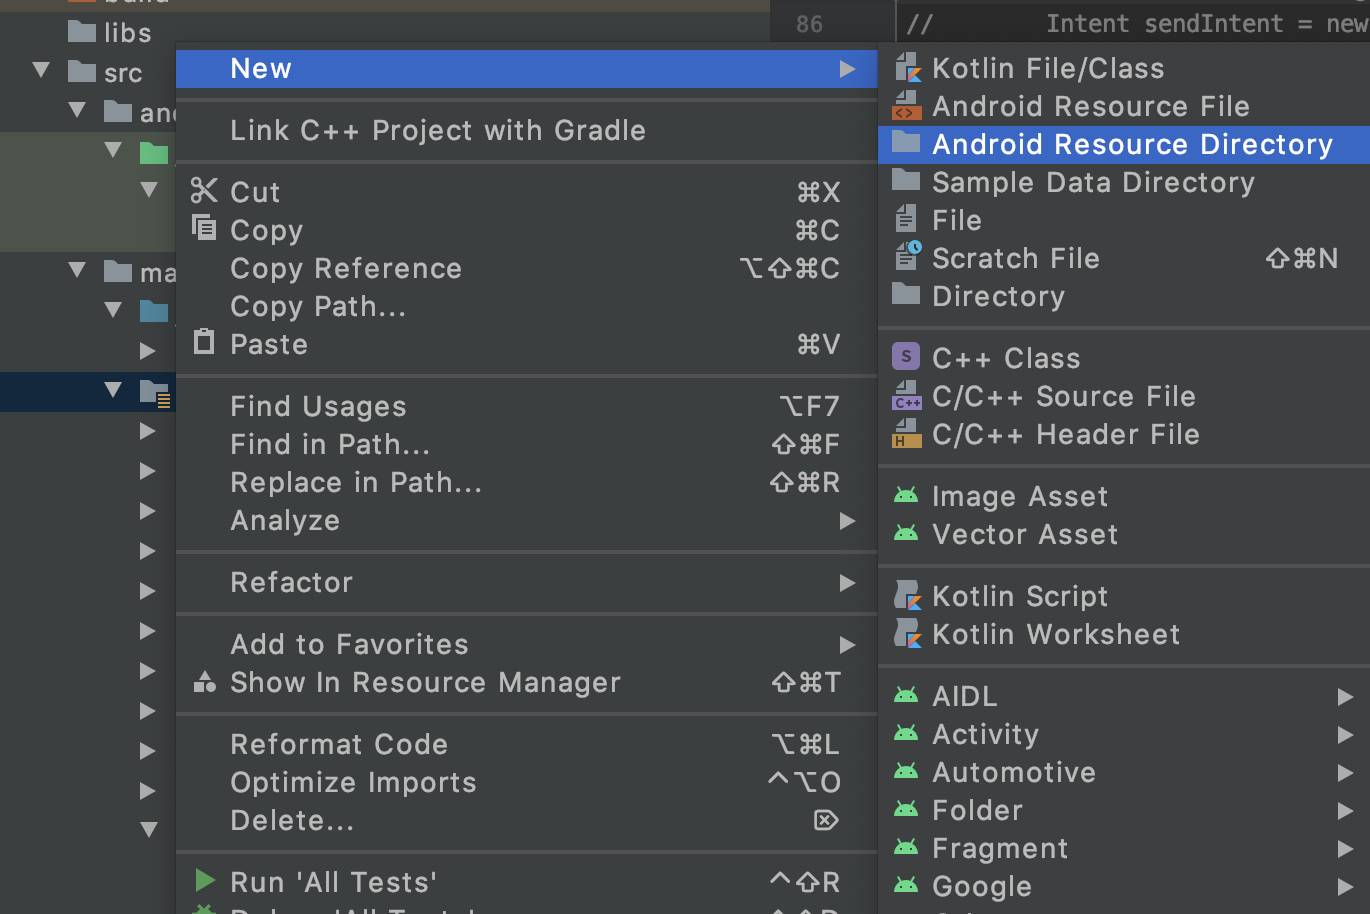 build
libs
src
ma
86
//
Intent sendIntent = new
New
Link C++ Project with Gradle
Cut ⌘X
Copy ⌘C
Copy Reference ⌥⇧⌘C
Copy Path...
Paste ⌘V
Find Usages ⌥F7
Find in Path... ⇧⌘F
Replace in Path... ⇧⌘R
Analyze
Refactor
Add to Favorites
Show In Resource Manager ⇧⌘T
Reformat Code ⌥⌘L
Optimize Imports ^⌥O
Delete... ⌦
Run 'All Tests' ^⇧R
Kotlin File/Class
Android Resource File
Android Resource Directory
Sample Data Directory
File
Scratch File ⇧⌘N
Directory
S C++ Class
C++ C/C++ Source File
H C/C++ Header File
Image Asset
Vector Asset
Kotlin Script
Kotlin Worksheet
AIDL
Activity
Automotive
Folder
Fragment
Google